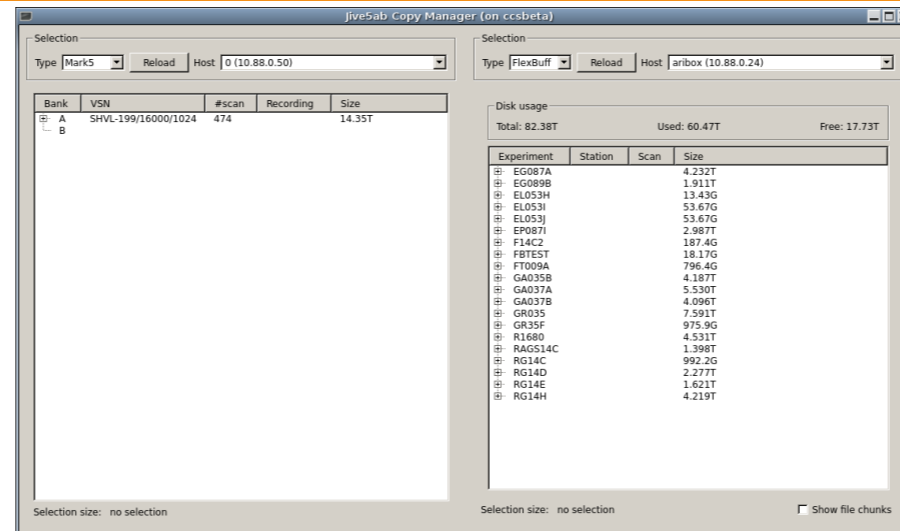 Jive5ab Copy Manager (on ccsbeta)
Selection
Type Mark5 Reload Host 0 (10.88.0.50)
Bank VSN #scan Recording Size
A SHVL-199/16000/1024 474 14.35T
B
Selection size: no selection
Selection
Type FlexBuff Reload Host aribox (10.88.0.24)
Disk usage
Total: 82.38T Used: 60.47T Free: 17.73T
Experiment Station Scan Size
EG087A 4.232T
EG089B 1.911T
EL053H 13.43G
EL053I 53.67G
EL053J 53.67G
EP087I 2.987T
F14C2 187.4G
FBTEST 18.17G
FT009A 796.4G
GA035B 4.187T
GA037A 5.530T
GA037B 4.096T
GR035 7.591T
GR35F 975.9G
R1680 4.531T
RAGS14C 1.398T
RG14C 992.2G
RG14D 2.277T
RG14E 1.621T
RG14H 4.219T
Selection size: no selection Show file chunks